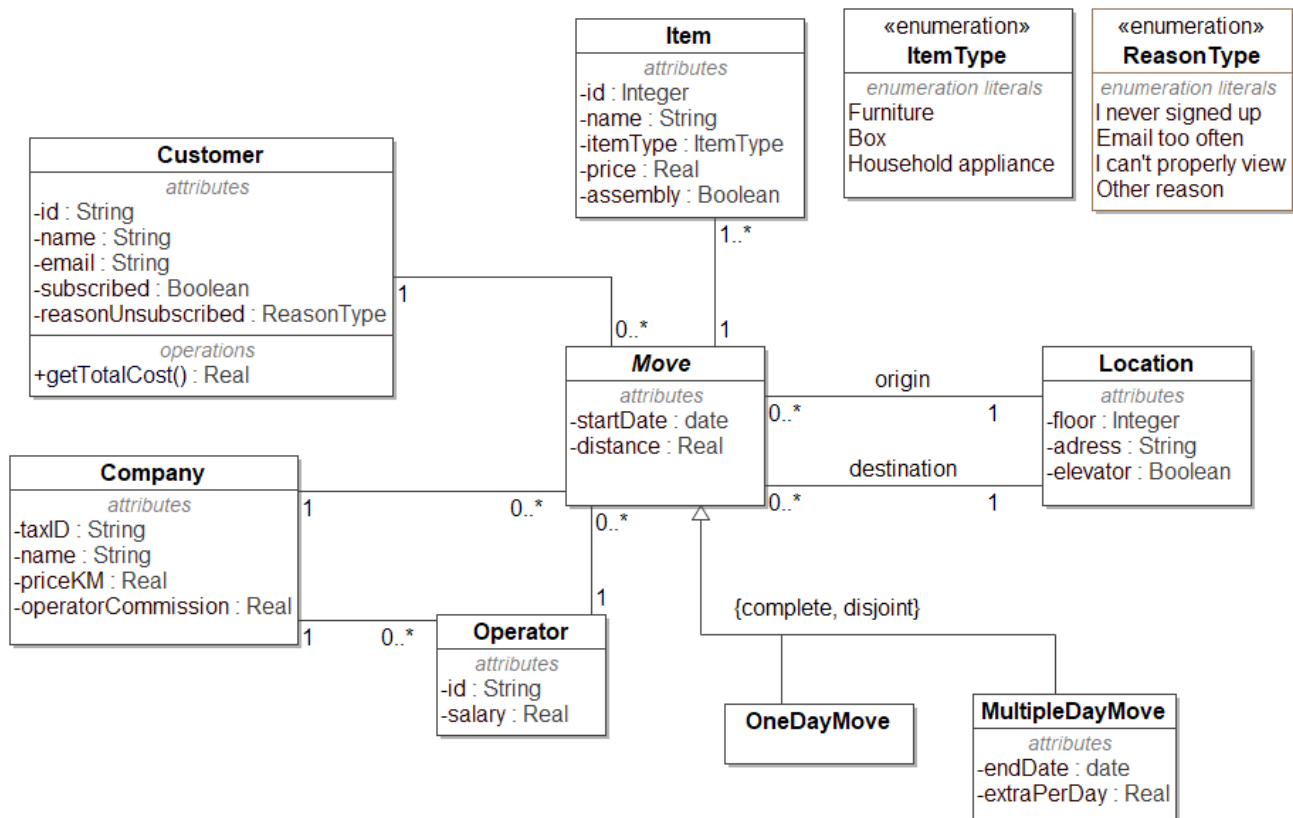 Item
attributes
-id : Integer
-name : String
-itemType : ItemType
-price : Real
-assembly : Boolean
«enumeration»
ItemType
enumeration literals
Furniture
Box
Household appliance
«enumeration»
ReasonType
enumeration literals
I never signed up
Email too often
I can't properly view
Other reason
Customer
attributes
-id : String
-name : String
-email : String
-subscribed : Boolean
-reasonUnsubscribed : ReasonType
operations
+getTotalCost() : Real
1
0..*
1..*
1
Move
attributes
-startDate : date
-distance : Real
origin
0..*
1
destination
0..*
1
Location
attributes
-floor : Integer
-adress : String
-elevator : Boolean
Company
attributes
-taxID : String
-name : String
-priceKM : Real
-operatorCommission : Real
1
0..*
0..*
1
1
0..*
Operator
attributes
-id : String
-salary : Real
{complete, disjoint}
OneDayMove
MultipleDayMove
attributes
-endDate : date
-extraPerDay : Real